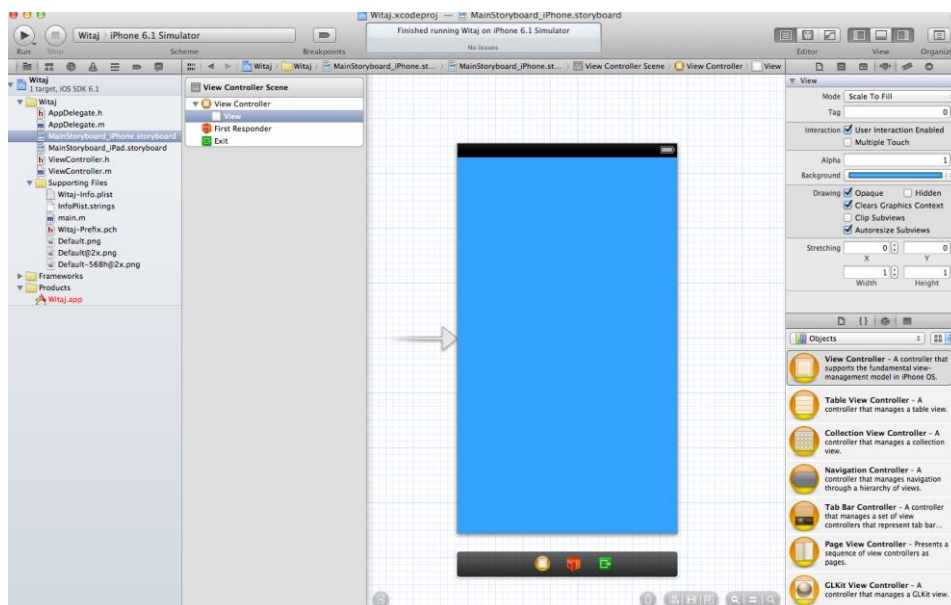 Witaj.xcodeproj — MainStoryboard_iPhone.storyboard
Witaj iPhone 6.1 Simulator
Finished running Witaj on iPhone 6.1 Simulator
No Issues
Run Stop Scheme Breakpoints Editor View Organiz
Witaj Witaj MainStoryboard_iPhone.st... MainStoryboard_iPhone.st... View Controller Scene View Controller View
Witaj
1 target, iOS SDK 6.1
Witaj
AppDelegate.h
AppDelegate.m
MainStoryboard_iPhone.storyboard
MainStoryboard_iPad.storyboard
ViewController.h
ViewController.m
Supporting Files
Witaj-Info.plist
InfoPlist.strings
main.m
Witaj-Prefix.pch
Default.png
Default@2x.png
Default-568h@2x.png
Frameworks
Products
Witaj.app
View Controller Scene
View Controller
View
First Responder
Exit
View
Mode Scale To Fill
Tag 0
Interaction User Interaction Enabled
Multiple Touch
Alpha 1
Background
Drawing Opaque Hidden
Clears Graphics Context
Clip Subviews
Autoresize Subviews
Stretching 0 0
X Y
1 1
Width Height
Objects
View Controller – A controller that
supports the fundamental view-
management model in iPhone OS.
Table View Controller – A
controller that manages a table view.
Collection View Controller – A
controller that manages a collection
view.
Navigation Controller – A
controller that manages navigation
through a hierarchy of views.
Tab Bar Controller – A controller
that manages a set of view
controllers that represent tab bar...
Page View Controller – Presents a
sequence of view controllers as
pages.
GLKit View Controller – A
controller that manages a GLKit view.